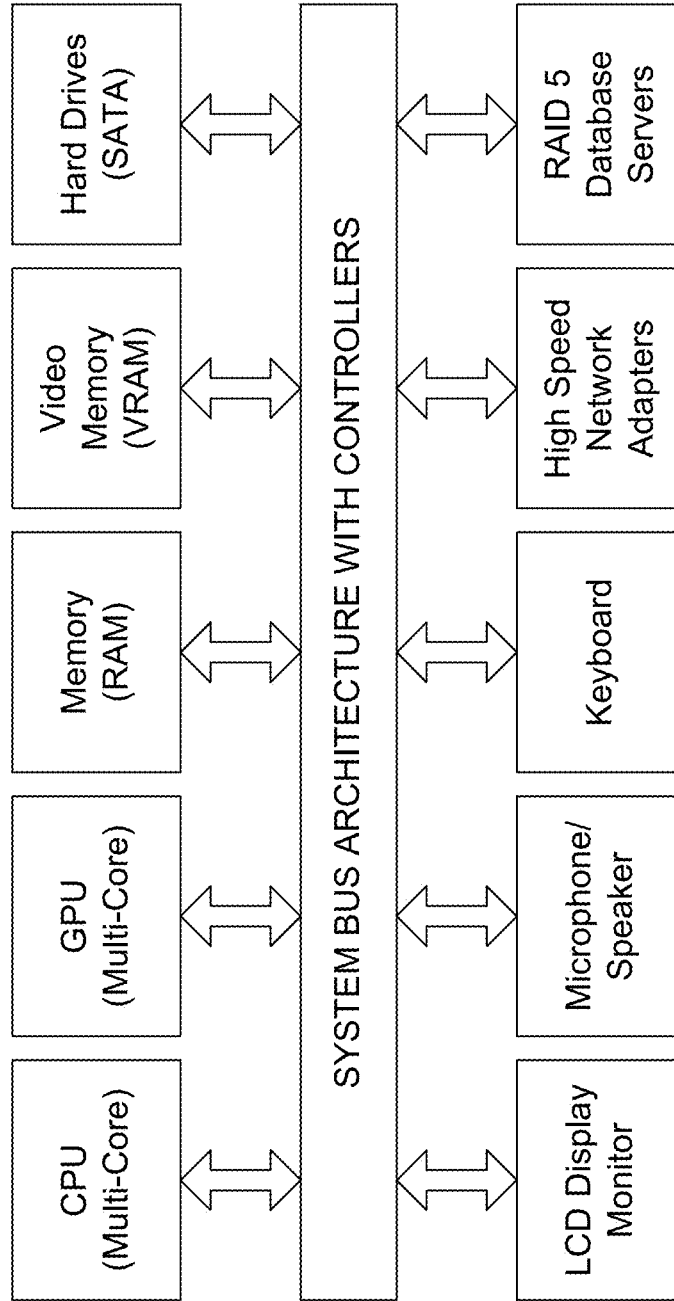 CPU
(Multi-Core)
GPU
(Multi-Core)
Memory
(RAM)
Video
Memory
(VRAM)
Hard Drives
(SATA)
SYSTEM BUS ARCHITECTURE WITH CONTROLLERS
LCD Display
Monitor
Microphone/
Speaker
Keyboard
High Speed
Network
Adapters
RAID 5
Database
Servers